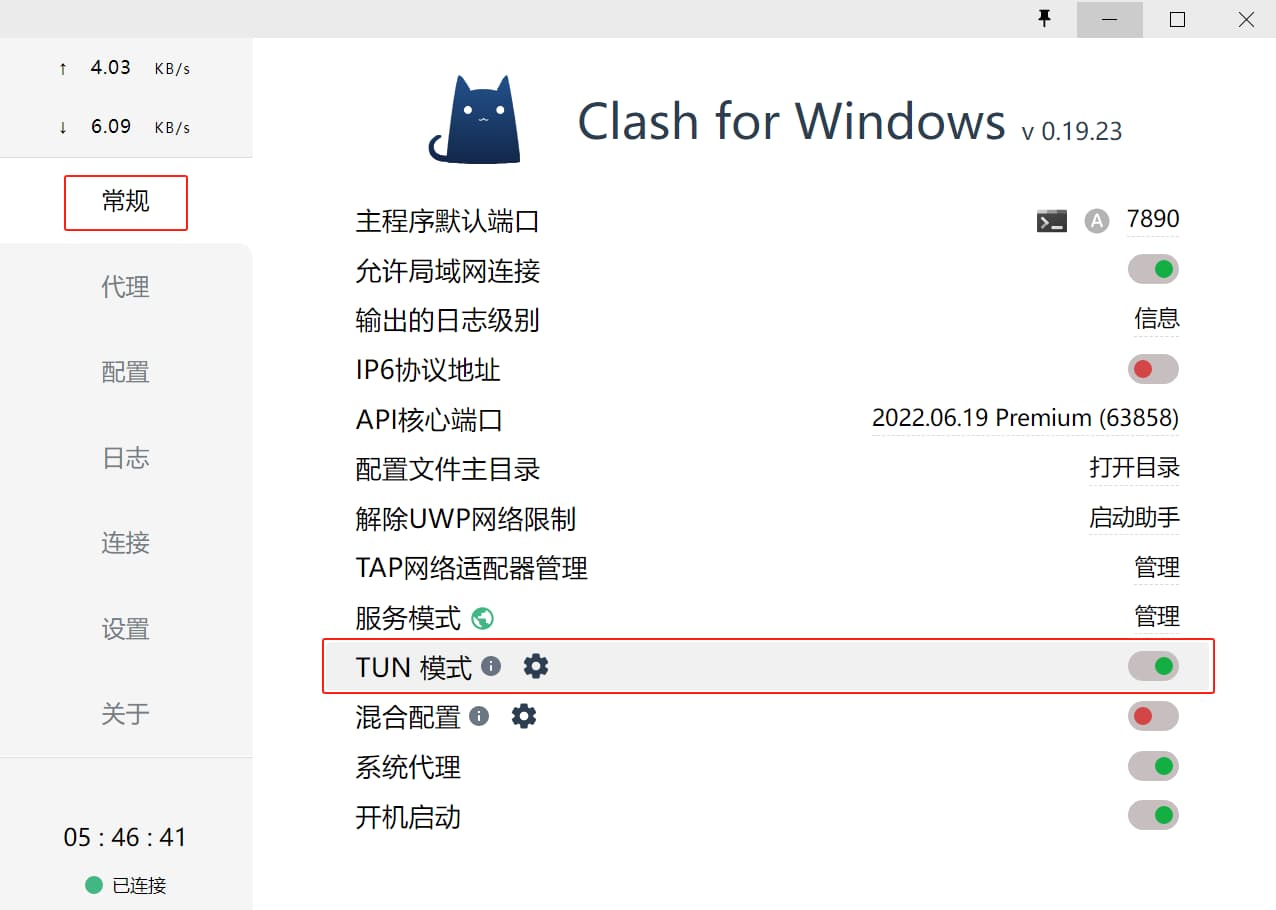 ↑ 4.03 KB/s
↓ 6.09 KB/s
常规
代理
配置
日志
连接
设置
关于
05 : 46 : 41
已连接
Clash for Windows v 0.19.23
主程序默认端口 A 7890
允许局域网连接
输出的日志级别 信息
IP6协议地址
API核心端口 2022.06.19 Premium (63858)
配置文件主目录 打开目录
解除UWP网络限制 启动助手
TAP网络适配器管理 管理
服务模式 管理
TUN 模式
混合配置
系统代理
开机启动